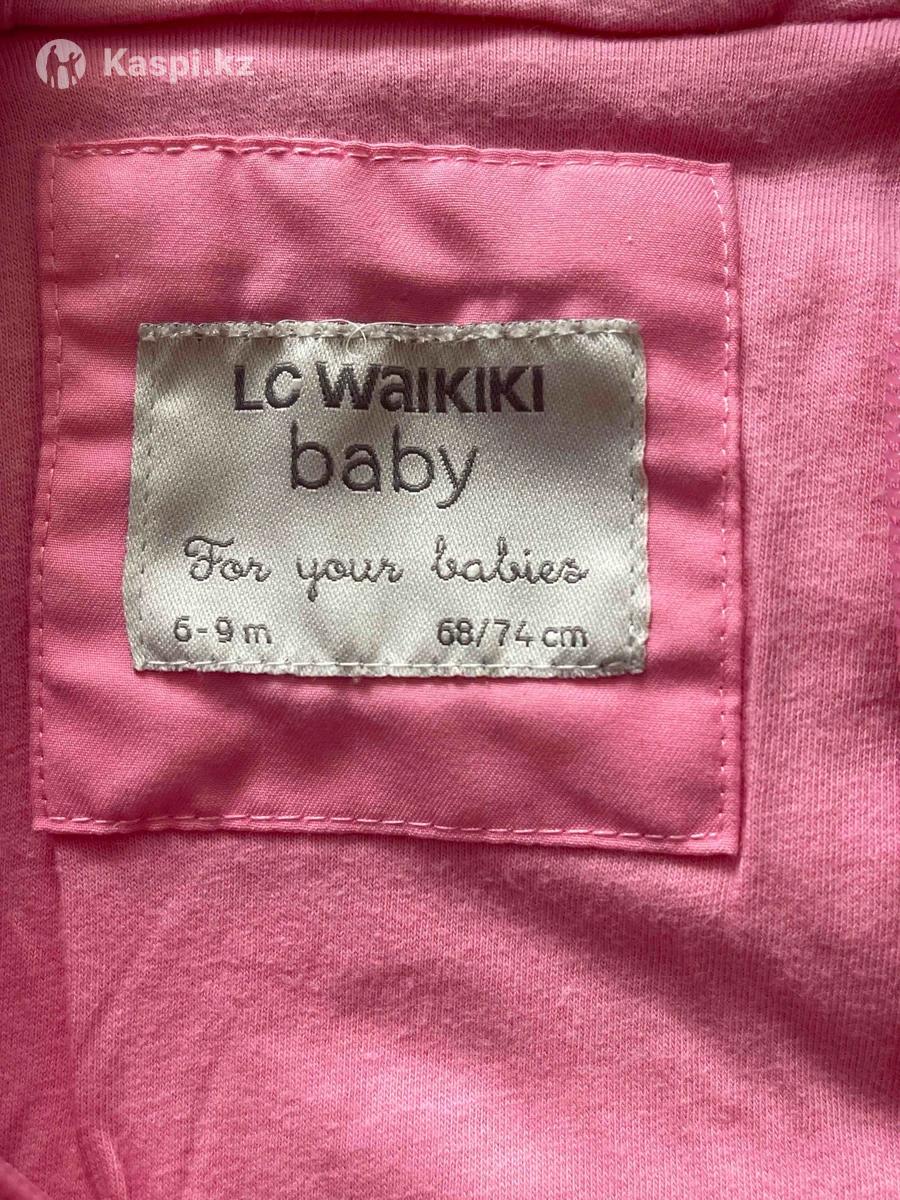 Kaspi.kz
LC WaiKIKI
baby
For your babies
6-9 m 68/74 cm